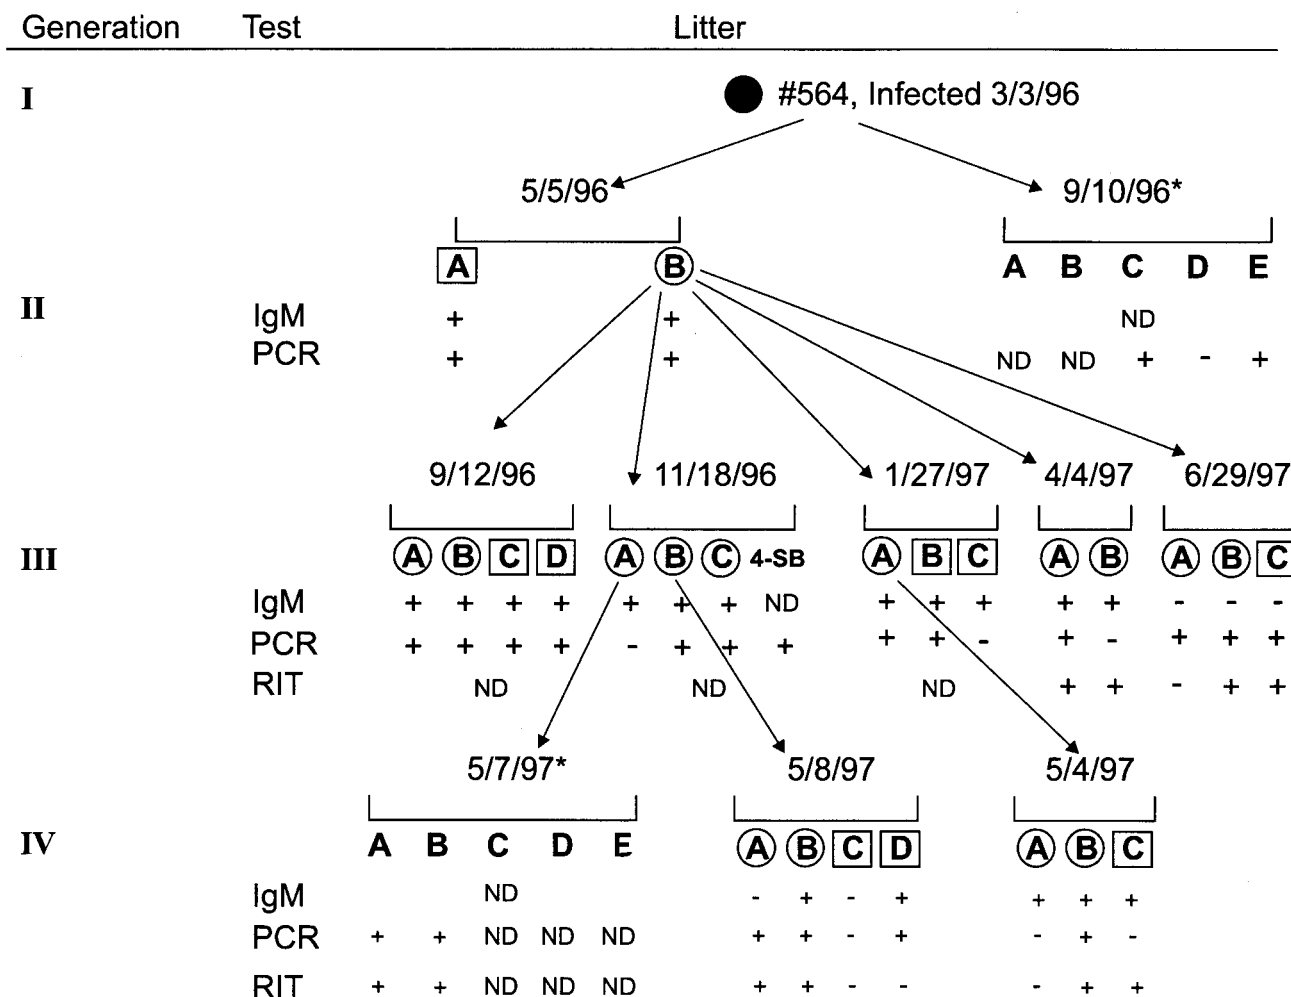 Generation Test Litter
I #564, Infected 3/3/96
5/5/96 9/10/96*
A B A B C D E
II
IgM + + ND
PCR + + ND ND + - +
9/12/96 11/18/96 1/27/97 4/4/97 6/29/97
III A B C D A B C 4-SB A B C A B A B C
IgM + + + + + + + ND + + + + + - - -
PCR + + + + - + + + + + - + - + + +
RIT ND ND ND + + - + +
5/7/97* 5/8/97 5/4/97
IV A B C D E A B C D A B C
IgM ND - + - + + + +
PCR + + ND ND ND + + - + - + -
RIT + + ND ND ND + + - - - + +